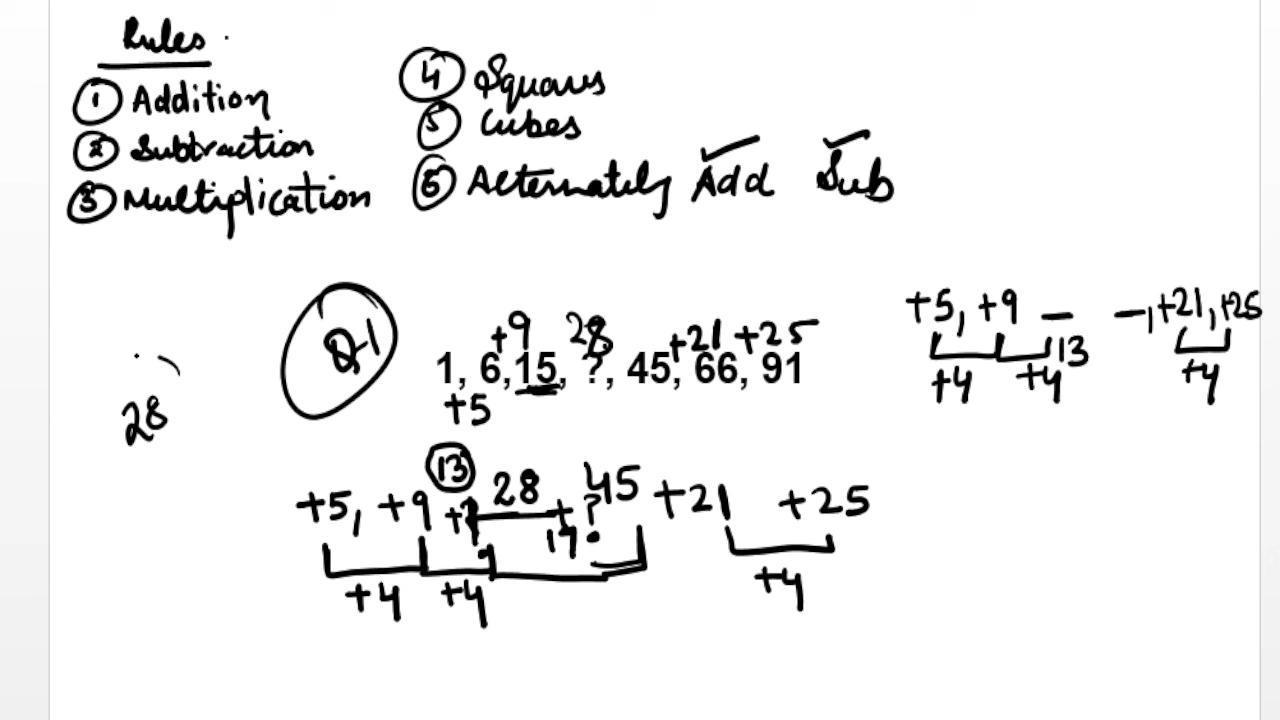 Rules
① Addition
② Subtraction
③ Multiplication
④ Squares
⑤ Cubes
⑥ Alternately Add Sub
Q-1
+9 28 +21 +25
1, 6, 15, ?, 45, 66, 91
+5
+5, +9 — —, +21, +25
13
+4 +4 +4
28
13
28 45
+5, +9 +? +? +21 +25
17
+4 +4 +4